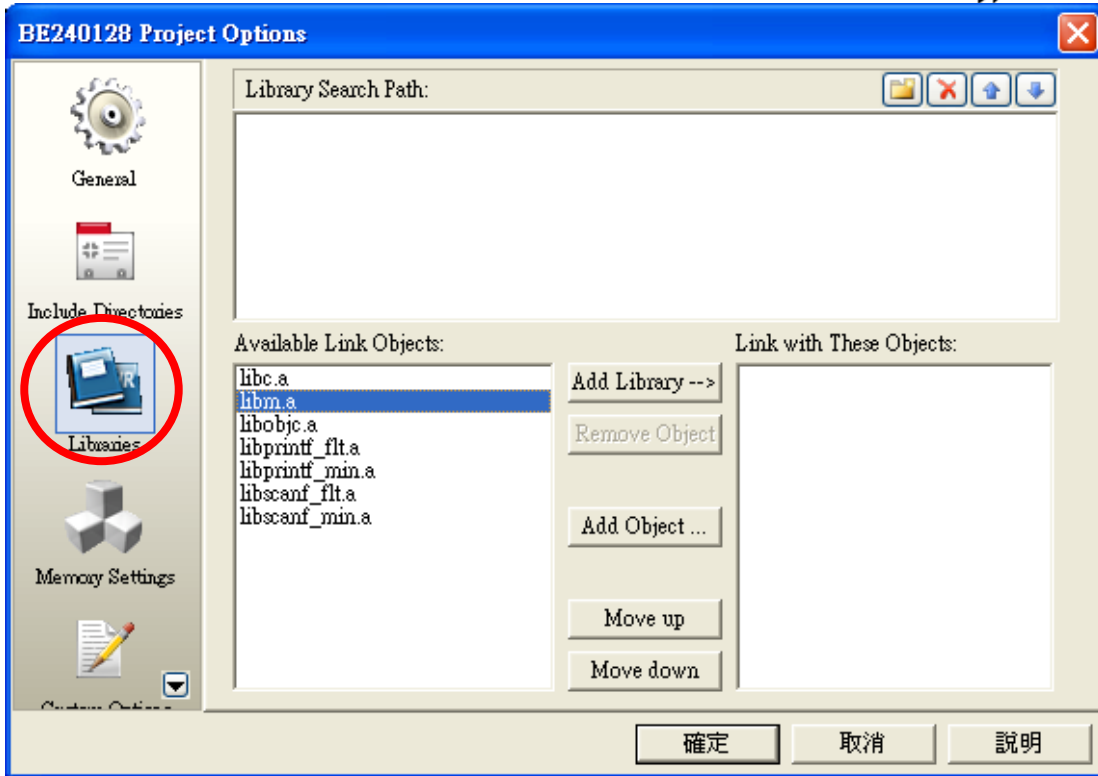 BE240128 Project Options
Library Search Path:
General
Include Directories
Libraries
Memory Settings
Custom Options
Available Link Objects:
libc.a
libm.a
libobjc.a
libprintf_flt.a
libprintf_min.a
libscanf_flt.a
libscanf_min.a
Add Library -->
Remove Object
Add Object ...
Move up
Move down
Link with These Objects:
確定
取消
說明